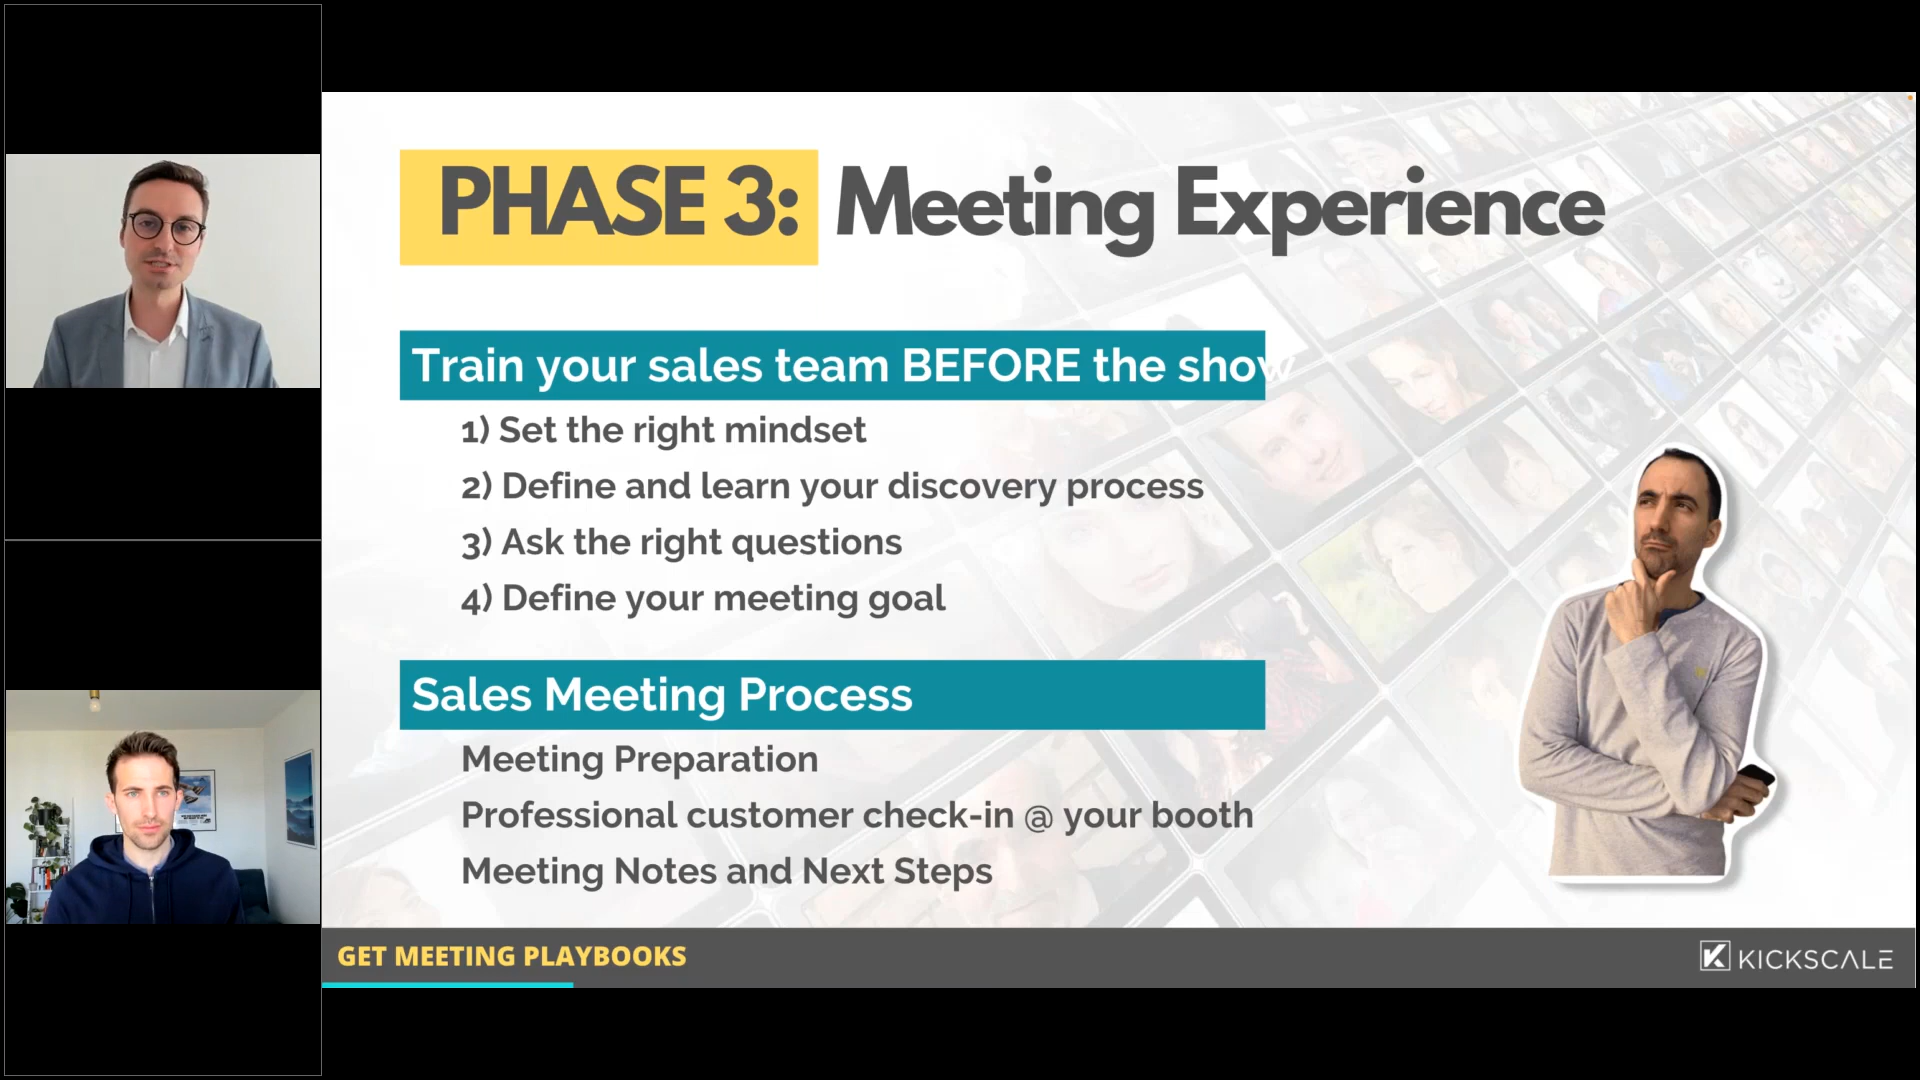 PHASE 3: Meeting Experience
Train your sales team BEFORE the show
1) Set the right mindset
2) Define and learn your discovery process
3) Ask the right questions
4) Define your meeting goal
Sales Meeting Process
Meeting Preparation
Professional customer check-in @ your booth
Meeting Notes and Next Steps
GET MEETING PLAYBOOKS
KICKSCALE